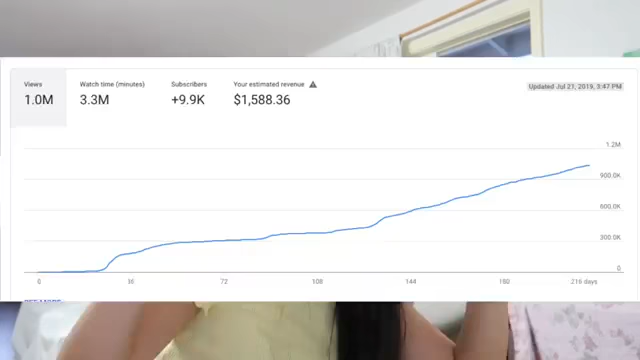 Views
1.0M
Watch time (minutes)
3.3M
Subscribers
+9.9K
Your estimated revenue
$1,588.36
Updated Jul 21, 2019, 3:47 PM
1.2M
900.0K
600.0K
300.0K
0
0 36 72 108 144 180 216 days
SEE MORE